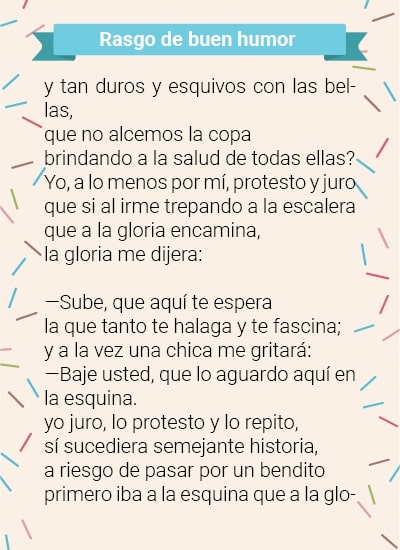 Rasgo de buen humor
y tan duros y esquivos con las bel-
las,
que no alcemos la copa
brindando a la salud de todas ellas?
Yo, a lo menos por mí, protesto y juro
que si al irme trepando a la escalera
que a la gloria encamina,
la gloria me dijera:
—Sube, que aquí te espera
la que tanto te halaga y te fascina;
y a la vez una chica me gritará:
—Baje usted, que lo aguardo aquí en
la esquina.
yo juro, lo protesto y lo repito,
sí sucediera semejante historia,
a riesgo de pasar por un bendito
primero iba a la esquina que a la glo-